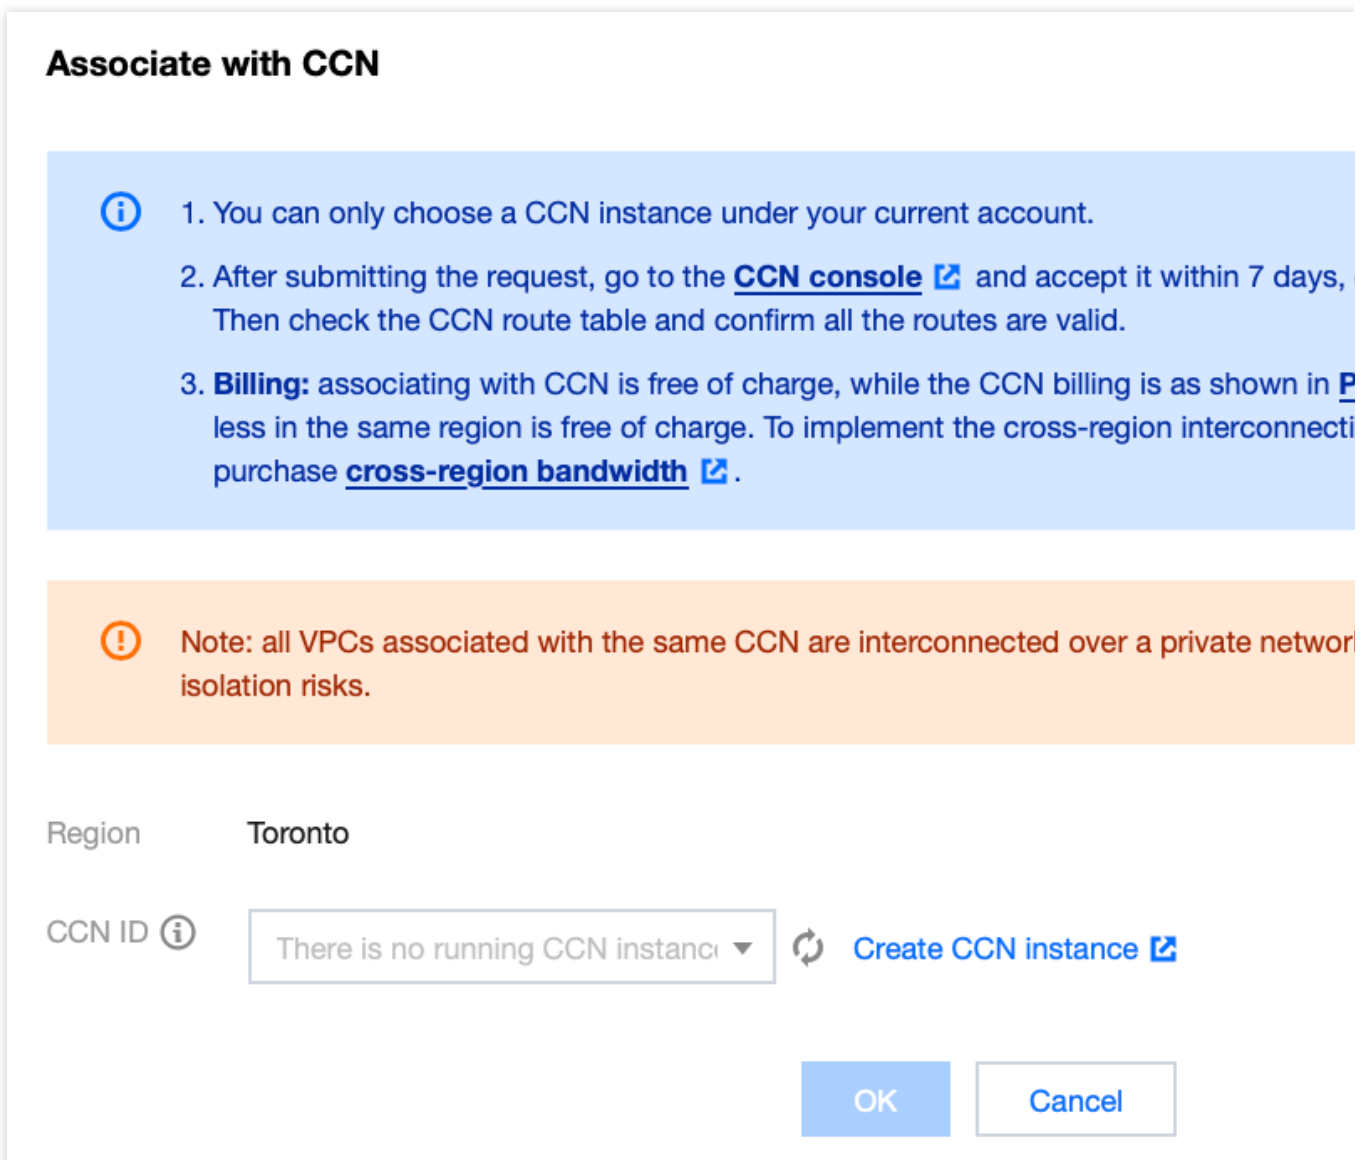 Associate with CCN
1. You can only choose a CCN instance under your current account.
2. After submitting the request, go to the CCN console and accept it within 7 days,
Then check the CCN route table and confirm all the routes are valid.
3. Billing: associating with CCN is free of charge, while the CCN billing is as shown in
less in the same region is free of charge. To implement the cross-region
purchase cross-region bandwidth .
Note: all VPCs associated with the same CCN are interconnected over a private
isolation risks.
Region Toronto
CCN ID There is no running CCN Create CCN instance
OK Cancel